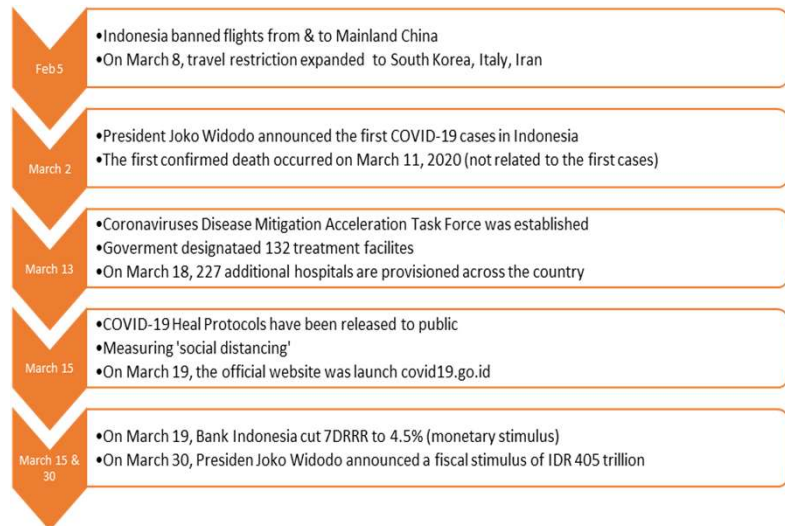 Feb 5
•Indonesia banned flights from & to Mainland China
•On March 8, travel restriction expanded to South Korea, Italy, Iran
March 2
•President Joko Widodo announced the first COVID-19 cases in Indonesia
•The first confirmed death occurred on March 11, 2020 (not related to the first cases)
March 13
•Coronaviruses Disease Mitigation Acceleration Task Force was established
•Goverment designataed 132 treatment facilites
•On March 18, 227 additional hospitals are provisioned across the country
March 15
•COVID-19 Heal Protocols have been released to public
•Measuring 'social distancing'
•On March 19, the official website was launch covid19.go.id
March 15 &
30
•On March 19, Bank Indonesia cut 7DRRR to 4.5% (monetary stimulus)
•On March 30, Presiden Joko Widodo announced a fiscal stimulus of IDR 405 trillion